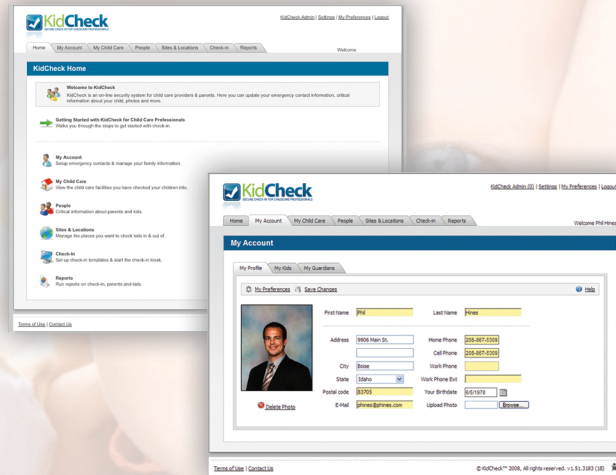 KidCheck
SECURE CHECK-IN FOR CHILDCARE PROFESSIONALS
KidCheck Admin | Settings | My Preferences | Logout
Home My Account My Child Care People Sites & Locations Check-in Reports
Welcome
KidCheck Home
Welcome to KidCheck
KidCheck is an on-line security system for child care providers & parents. Here you can update your emergency contact information, critical
information about your child, photos and more.
Getting Started with KidCheck for Child Care Professionals
Walks you through the steps to get started with check-in.
My Account
Setup emergency contacts & manage your family information.
My Child Care
View the child care facilities you have checked your children into.
People
Critical information about parents and kids.
Sites & Locations
Manage the places you want to check kids in & out of.
Check-In
Set up check-in templates & start the check-in kiosk.
Reports
Run reports on check-in, parents and kids.
Terms of Use | Contact Us
KidCheck
SECURE CHECK-IN FOR CHILDCARE PROFESSIONALS
KidCheck Admin (0) | Settings | My Preferences | Logout
Home My Account My Child Care People Sites & Locations Check-in Reports
Welcome Phil Hines
My Account
My Profile My Kids My Guardians
My Preferences Save Changes Help
First Name Phil Last Name Hines
Address 9906 Main St. Home Phone 208-867-5309
Cell Phone 208-867-5309
City Boise Work Phone
State Idaho Work Phone Ext
Postal code 83705 Your Birthdate 6/5/1978
Delete Photo E-Mail phines@phines.com Upload Photo Browse...
Terms of Use | Contact Us © KidCheck™ 2008, All rights reserved. v1.51.3183 (18)